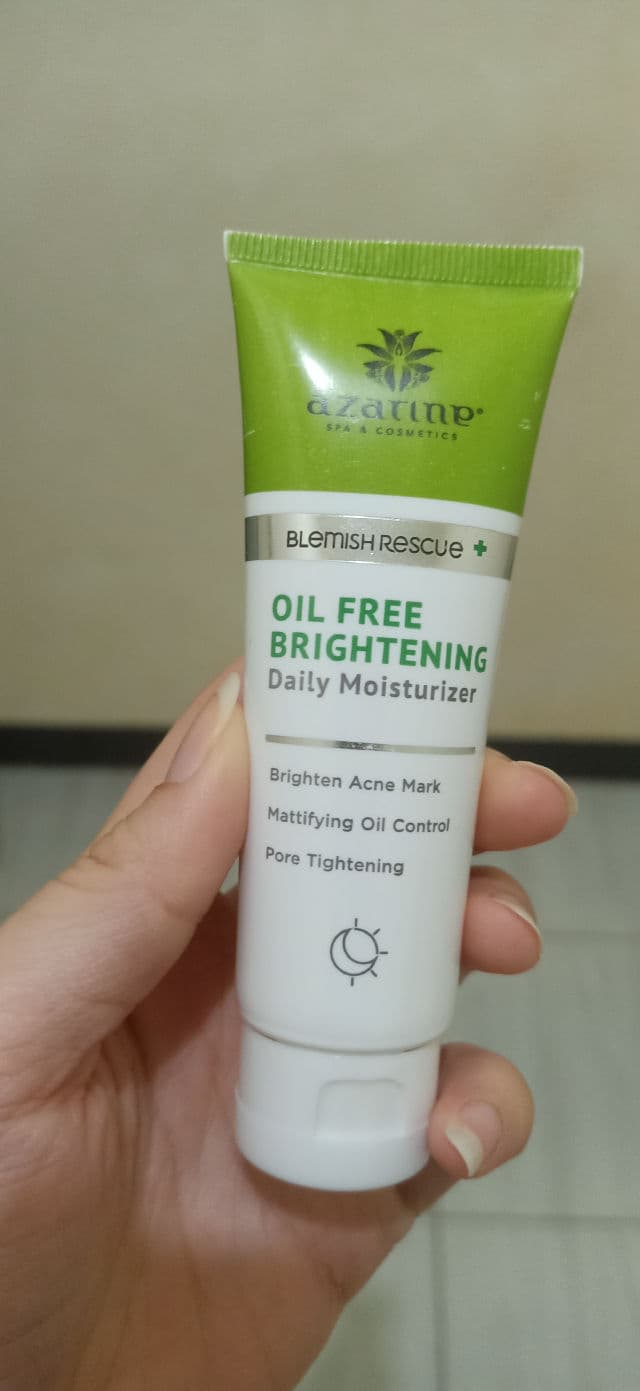 azarine®
SPA & COSMETICS
BLEMISH RESCUE +
OIL FREE
BRIGHTENING
Daily Moisturizer
Brighten Acne Mark
Mattifying Oil Control
Pore Tightening